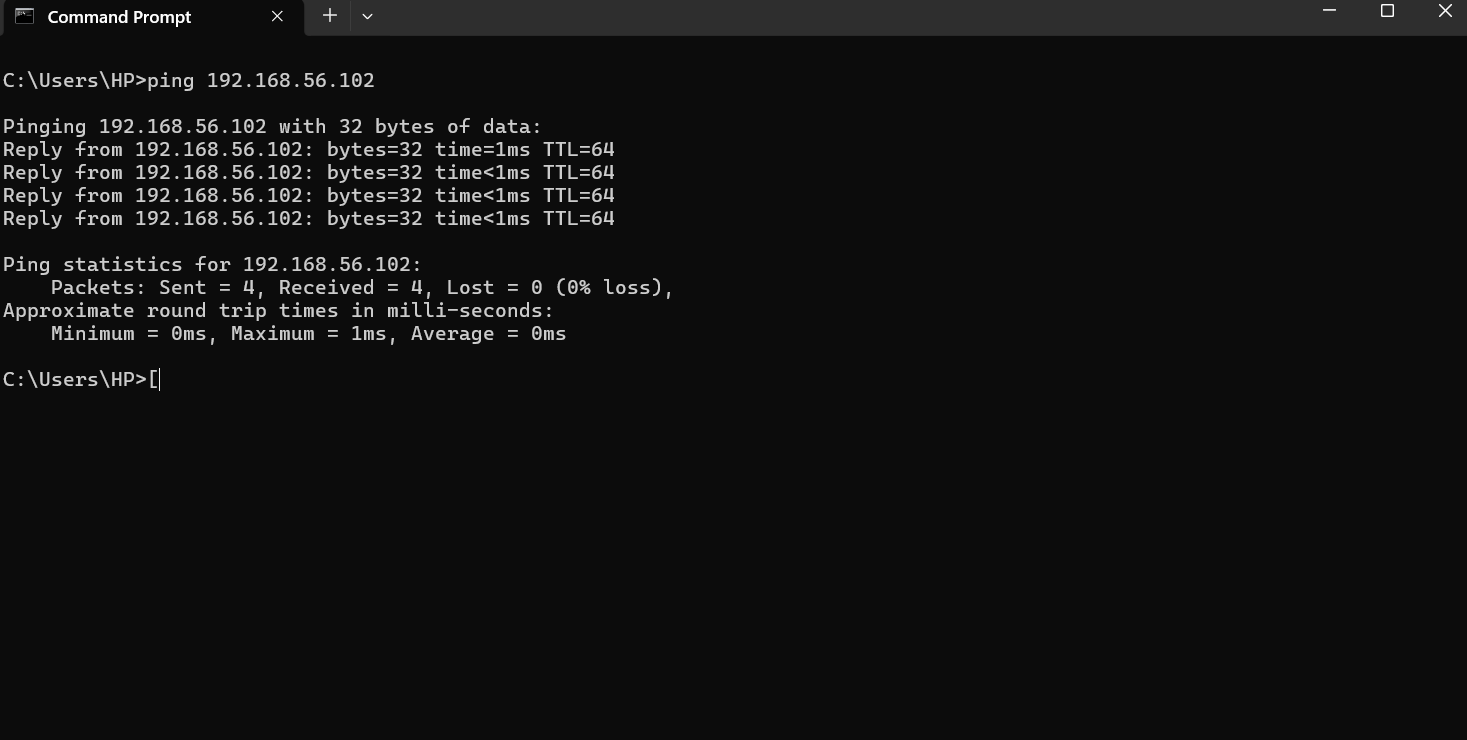 Command Prompt
C:\Users\HP>ping 192.168.56.102
Pinging 192.168.56.102 with 32 bytes of data:
Reply from 192.168.56.102: bytes=32 time=1ms TTL=64
Reply from 192.168.56.102: bytes=32 time<1ms TTL=64
Reply from 192.168.56.102: bytes=32 time<1ms TTL=64
Reply from 192.168.56.102: bytes=32 time<1ms TTL=64
Ping statistics for 192.168.56.102:
    Packets: Sent = 4, Received = 4, Lost = 0 (0% loss),
Approximate round trip times in milli-seconds:
    Minimum = 0ms, Maximum = 1ms, Average = 0ms
C:\Users\HP>[